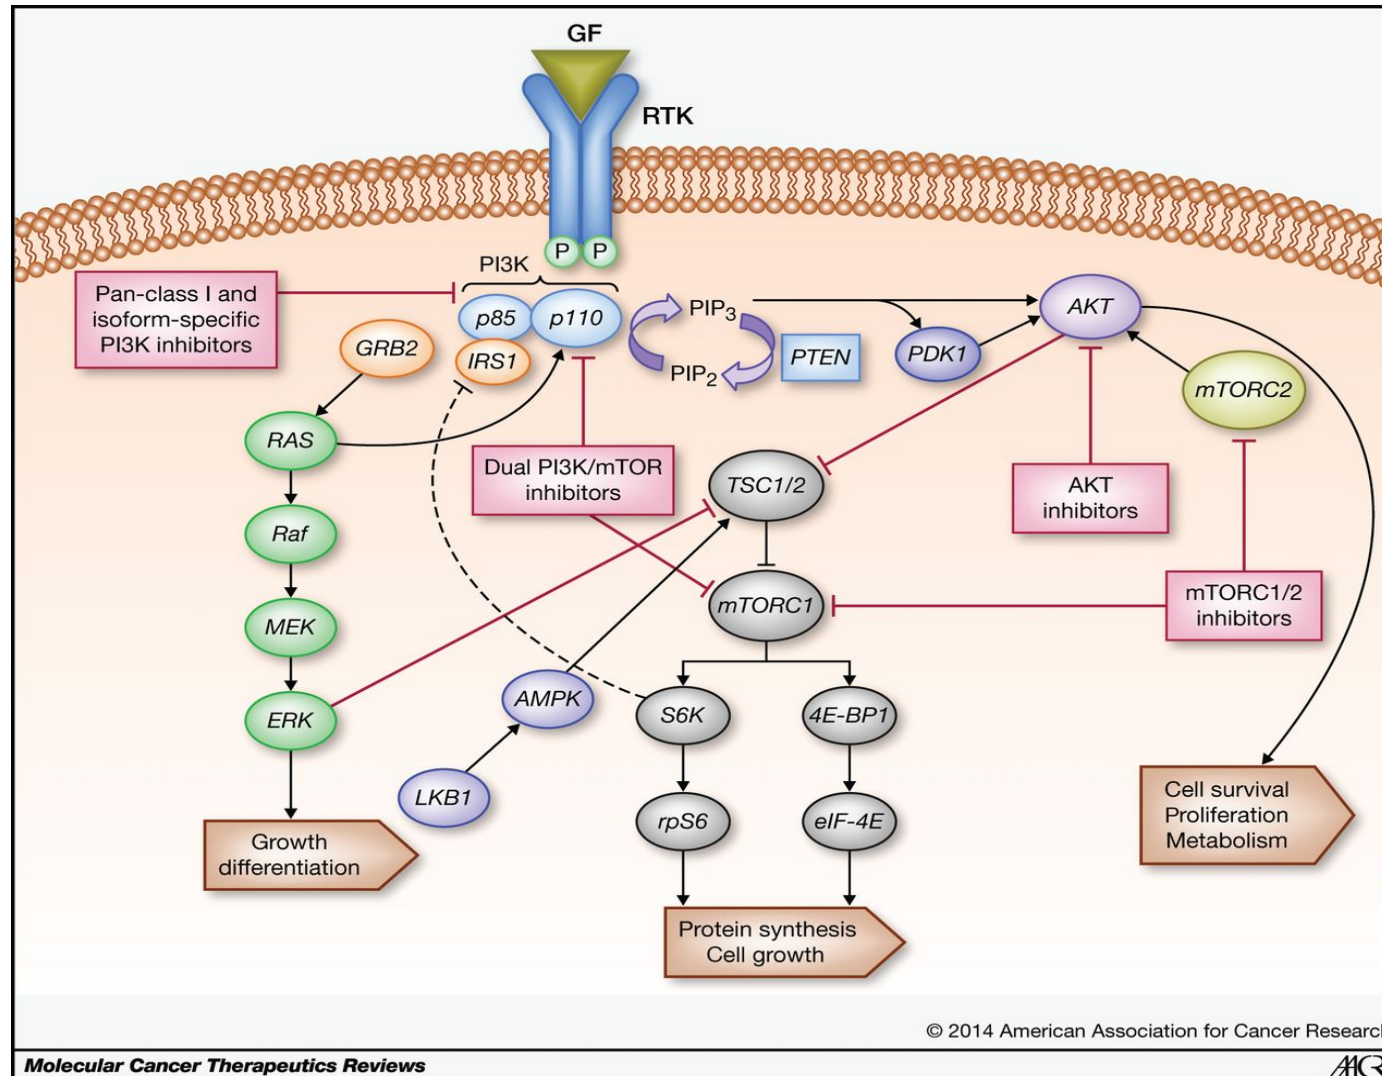 GF
RTK
P P
PI3K
Pan-class I and
isoform-specific
PI3K inhibitors
p85
p110
GRB2
IRS1
PIP3
PIP2
PTEN
PDK1
AKT
mTORC2
RAS
Dual PI3K/mTOR
inhibitors
TSC1/2
AKT
inhibitors
Raf
mTORC1
mTORC1/2
inhibitors
MEK
AMPK
ERK
S6K
4E-BP1
LKB1
rpS6
eIF-4E
Cell survival
Proliferation
Metabolism
Growth
differentiation
Protein synthesis
Cell growth
© 2014 American Association for Cancer Research
Molecular Cancer Therapeutics Reviews